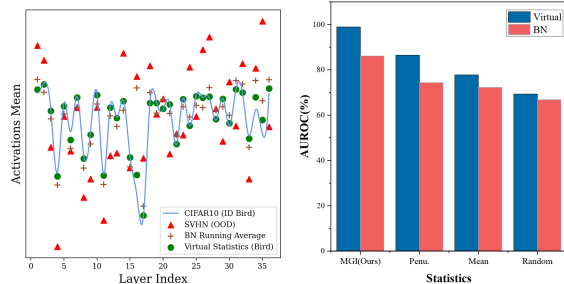 Activations Mean
CIFAR10 (ID Bird)
SVHN (OOD)
BN Running Average
Virtual Statistics (Bird)
0 5 10 15 20 25 30 35
Layer Index
AUROC(%)
100
80
60
40
20
0
Virtual
BN
MGI(Ours) Penu. Mean Random
Statistics